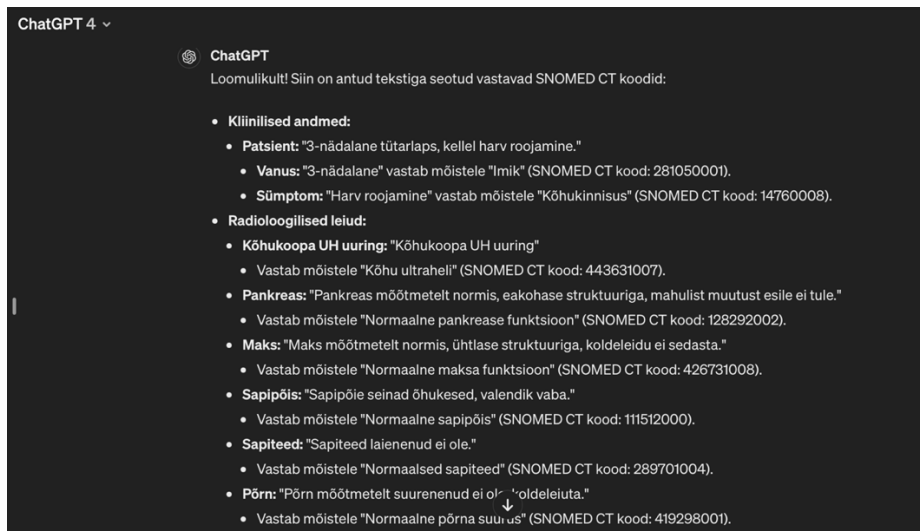 ChatGPT 4
ChatGPT
Loomulikult! Siin on antud tekstiga seotud vastavad SNOMED CT koodid:
• Kliinilised andmed:
• Patsient: "3-nädalane tütarlaps, kellel harv roojamine."
• Vanus: "3-nädalane" vastab mõistele "Imik" (SNOMED CT kood: 281050001).
• Sümptom: "Harv roojamine" vastab mõistele "Kõhukinnisus" (SNOMED CT kood: 14760008).
• Radioloogilised leiud:
• Kõhukoopa UH uuring: "Kõhukoopa UH uuring"
• Vastab mõistele "Kõhu ultraheli" (SNOMED CT kood: 443631007).
• Pankreas: "Pankreas mõõtmetelt normis, eakohase struktuuriga, mahulist muutust esile ei tule."
• Vastab mõistele "Normaalne pankrease funktsioon" (SNOMED CT kood: 128292002).
• Maks: "Maks mõõtmetelt normis, ühtlase struktuuriga, koldeleidu ei sedasta."
• Vastab mõistele "Normaalne maksa funktsioon" (SNOMED CT kood: 426731008).
• Sapipõis: "Sapipõie seinad õhukesed, valendik vaba."
• Vastab mõistele "Normaalne sapipõis" (SNOMED CT kood: 111512000).
• Sapiteed: "Sapiteed laienenud ei ole."
• Vastab mõistele "Normaalsed sapiteed" (SNOMED CT kood: 289701004).
• Põrn: "Põrn mõõtmetelt suurenenud ei koldeleiuta."
• Vastab mõistele "Normaalne põrna suurus" (SNOMED CT kood: 419298001).